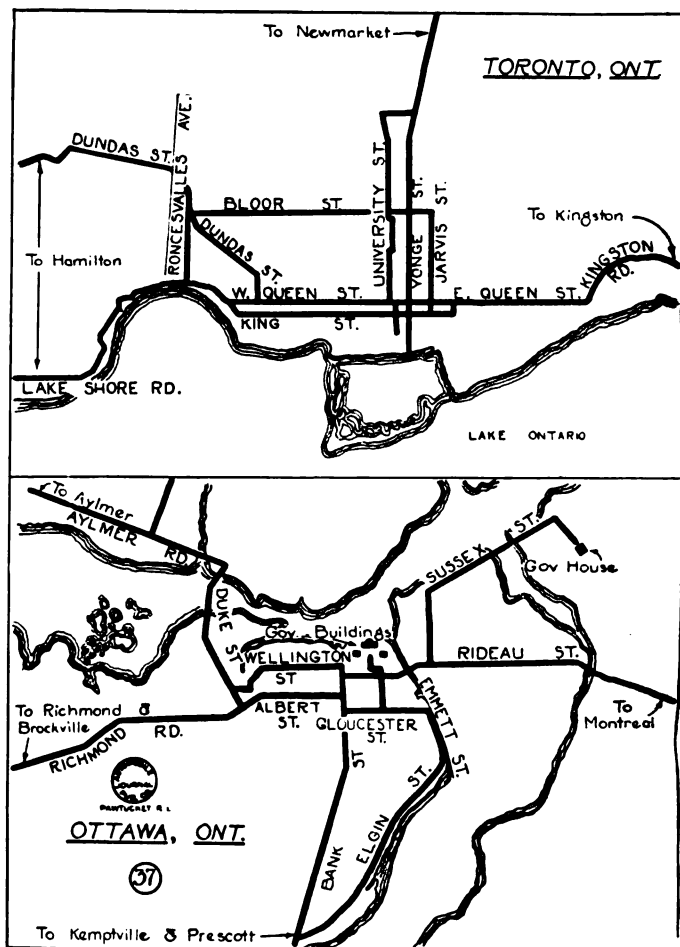 To Newmarket
TORONTO, ONT.
DUNDAS ST.
RONCESVALLES AVE.
BLOOR ST.
DUNDAS ST.
UNIVERSITY ST.
YONGE ST.
JARVIS ST.
To Kingston
KINGSTON RD.
To Hamilton
W. QUEEN ST.
E. QUEEN ST.
KING ST.
LAKE SHORE RD.
LAKE ONTARIO
To Aylmer
AYLMER RD.
SUSSEX ST.
Gov House
DUKE ST.
Gov. Buildings
WELLINGTON ST
RIDEAU ST.
To Richmond &
Brockville
RICHMOND RD.
ALBERT ST.
GLOUCESTER ST.
EMMETT ST.
To
Montreal
PAWTUCKET R.I.
OTTAWA, ONT.
37
BANK ST
ELGIN ST.
To Kemptville & Prescott